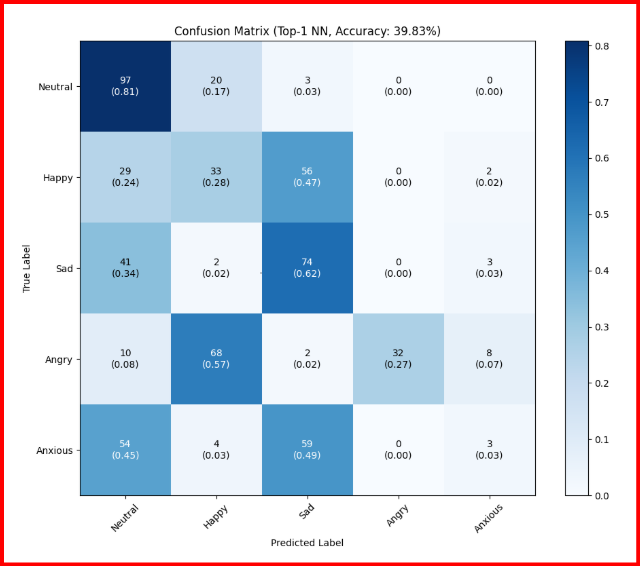 Confusion Matrix (Top-1 NN, Accuracy: 39.83%)
True Label
Neutral
97 20 3 0 0
(0.81) (0.17) (0.03) (0.00) (0.00)
Happy
29 33 56 0 2
(0.24) (0.28) (0.47) (0.00) (0.02)
Sad
41 2 74 0 3
(0.34) (0.02) (0.62) (0.00) (0.03)
Angry
10 68 2 32 8
(0.08) (0.57) (0.02) (0.27) (0.07)
Anxious
54 4 59 0 3
(0.45) (0.03) (0.49) (0.00) (0.03)
Neutral Happy Sad Angry Anxious
Predicted Label
0.8
0.7
0.6
0.5
0.4
0.3
0.2
0.1
0.0